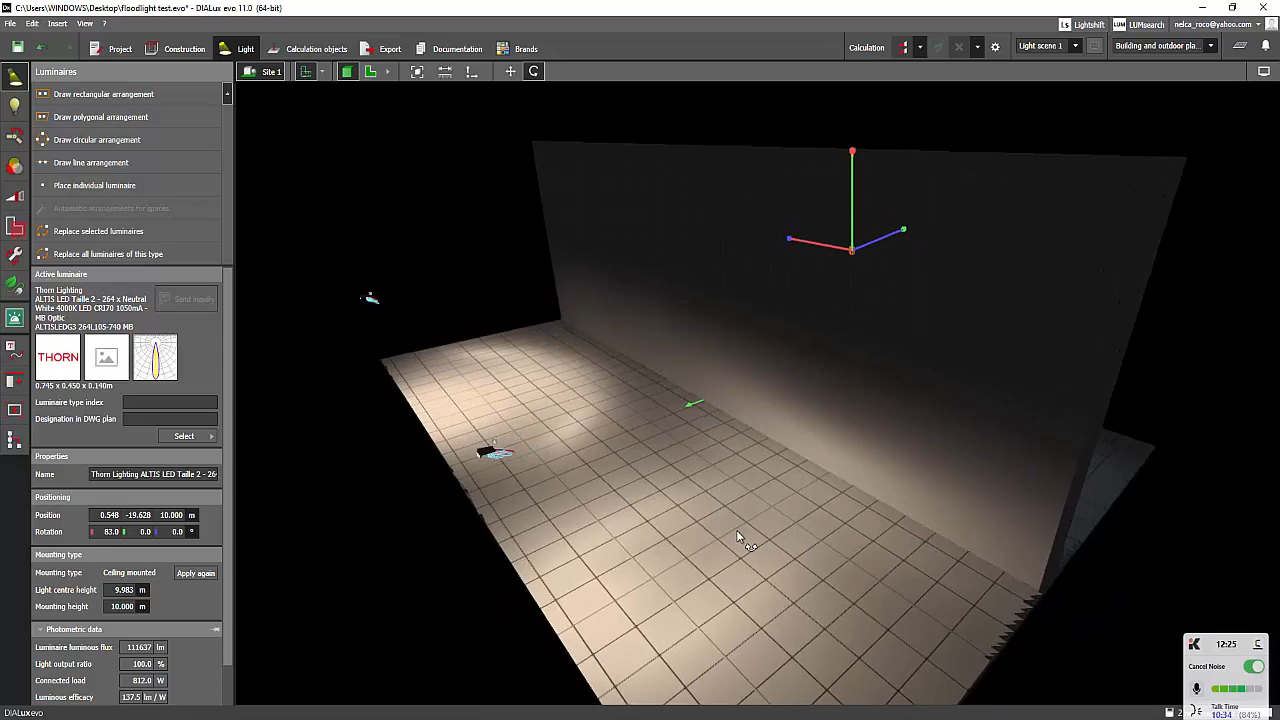 C:\Users\WINDOWS\Desktop\floodlight test.evo* - DIALux evo 11.0 (64-bit)
File Edit Insert View ?
Lightshift LUMsearch nelca_roco@yahoo.com
Project Construction Light Calculation objects Export Documentation Brands
Calculation Light scene 1 Building and outdoor pla...
Luminaires Site 1
Draw rectangular arrangement
Draw polygonal arrangement
Draw circular arrangement
Draw line arrangement
Place individual luminaire
Automatic arrangements for spaces
Replace selected luminaires
Replace all luminaires of this type
Active luminaire
Thorn Lighting
ALTIS LED Taille 2 - 264 x Neutral
White 4000K LED CRI70 1050mA -
MB Optic
ALTISLEDG3 264L105-740 MB
Send inquiry
THORN
0.745 x 0.450 x 0.140m
Luminaire type index
Designation in DWG plan
Select
Properties
Name Thorn Lighting ALTIS LED Taille 2 - 26
Positioning
Position 0.548 -19.628 10.000 m
Rotation 83.0 0.0 0.0 °
Mounting type
Mounting type Ceiling mounted Apply again
Light centre height 9.983 m
Mounting height 10.000 m
Photometric data
Luminaire luminous flux 111637 lm
Light output ratio 100.0 %
Connected load 812.0 W
Luminous efficacy 137.5 lm / W
DIALux evo
12:25
Cancel Noise
Talk Time
10:34 (84%)